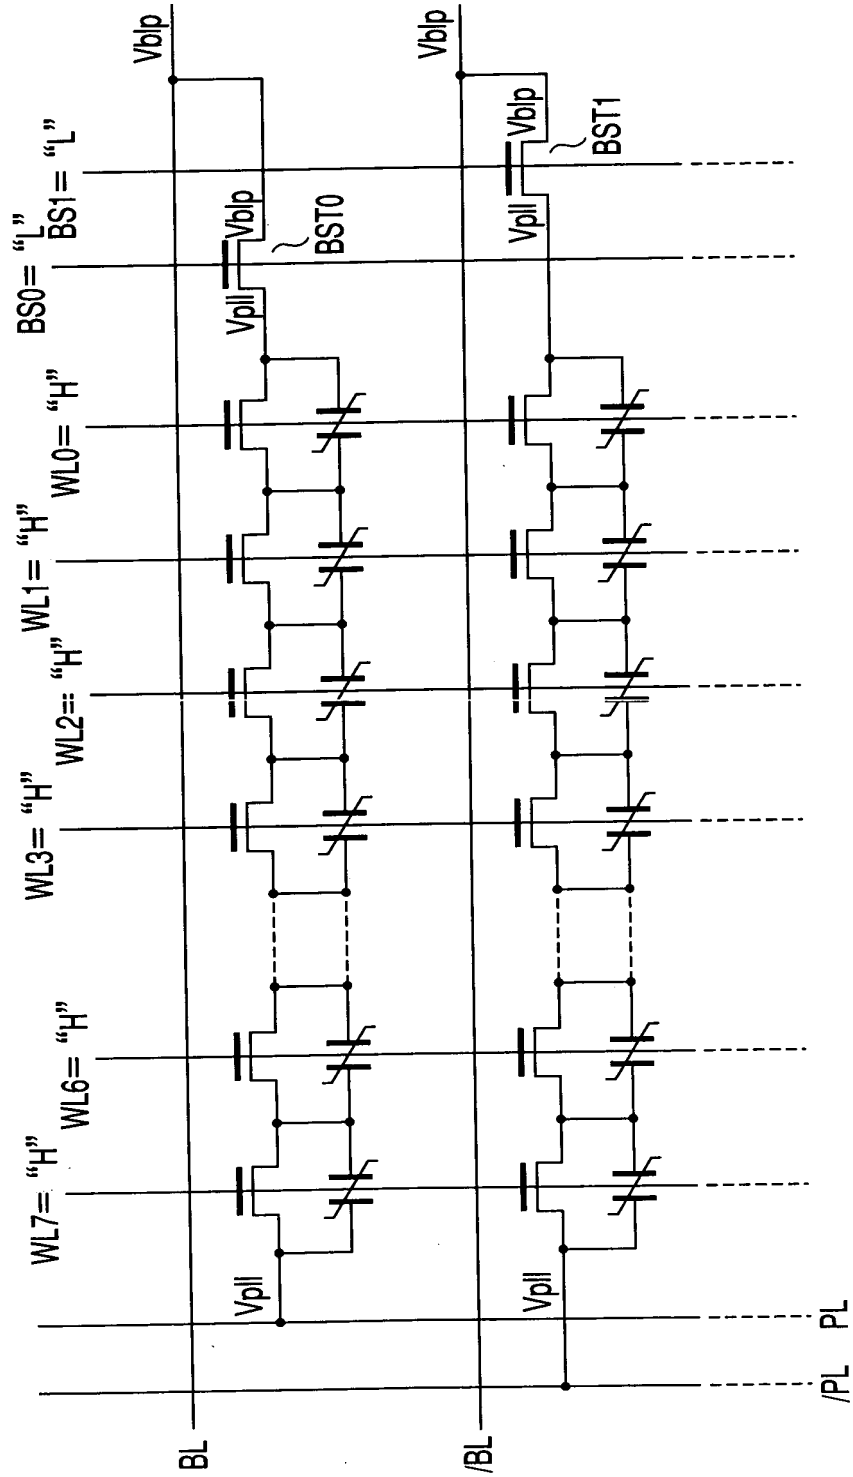 Vblp
Vblp
BS1= “L”
BS0= “L”
Vblp
Vpll
BST0
Vblp
Vpll
BST1
WL0= “H”
WL1= “H”
WL2= “H”
WL3= “H”
WL6= “H”
WL7= “H”
Vpll
Vpll
PL
/PL
BL
/BL